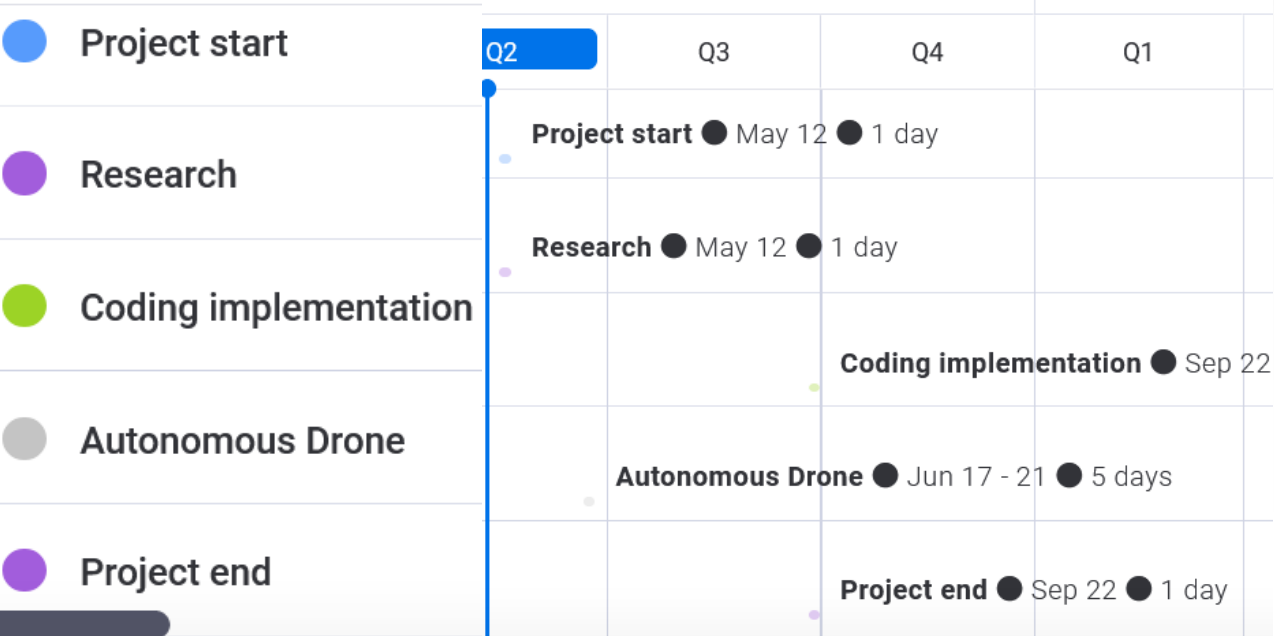 Project start
Research
Coding implementation
Autonomous Drone
Project end
Q2 Q3 Q4 Q1
Project start ● May 12 ● 1 day
Research ● May 12 ● 1 day
Coding implementation ● Sep 22
Autonomous Drone ● Jun 17 - 21 ● 5 days
Project end ● Sep 22 ● 1 day